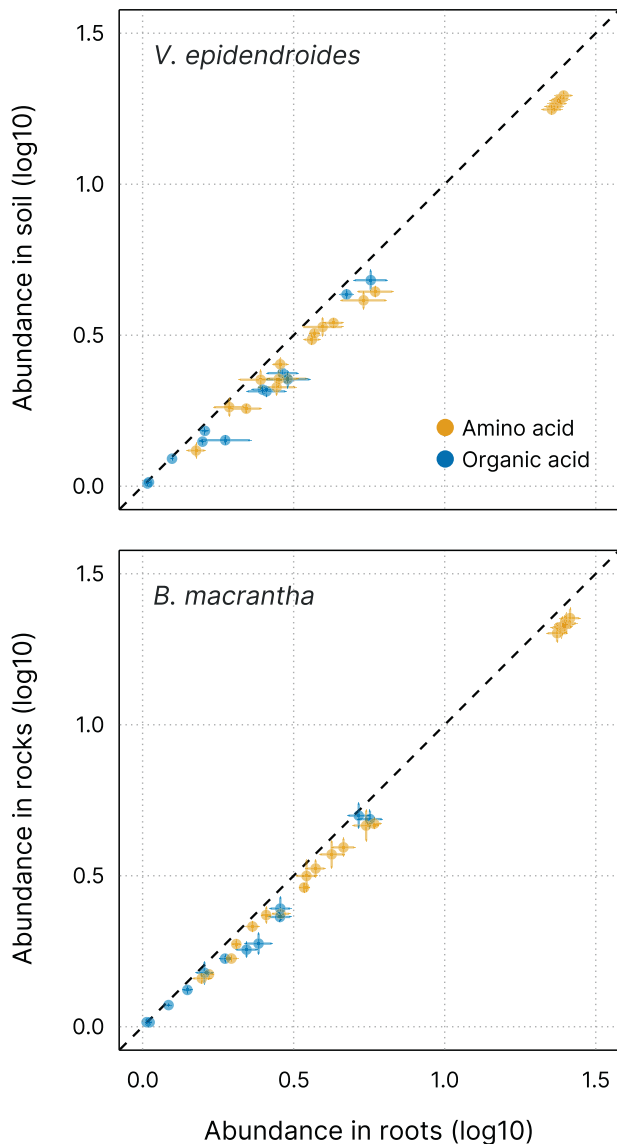 1.5
V. epidendroides
1.0
Abundance in soil (log10)
0.5
Amino acid
Organic acid
0.0
1.5
B. macrantha
1.0
Abundance in rocks (log10)
0.5
0.0
0.0 0.5 1.0 1.5
Abundance in roots (log10)